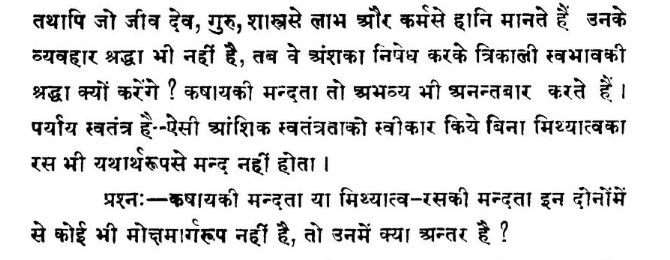 तथापि जो जीव देव, गुरु, शास्त्रसे लाभ और कर्मसे हानि मानते हैं उनके
व्यवहार श्रद्धा भी नहीं है, तब वे अंशका निषेध करके त्रिकाली स्वभावकी
श्रद्धा क्यों करेंगे ? कषायकी मन्दता तो अभव्य भी अनन्तबार करते हैं ।
पर्याय स्वतंत्र है--ऐसी आंशिक स्वतंत्रताको स्वीकार किये बिना मिथ्यात्वका
रस भी यथार्थरूपसे मन्द नहीं होता ।
प्रश्नः—कषायकी मन्दता या मिथ्यात्व-रसकी मन्दता इन दोनोंमें
से कोई भी मोक्षमार्गरूप नहीं है, तो उनमें क्या अन्तर है ?